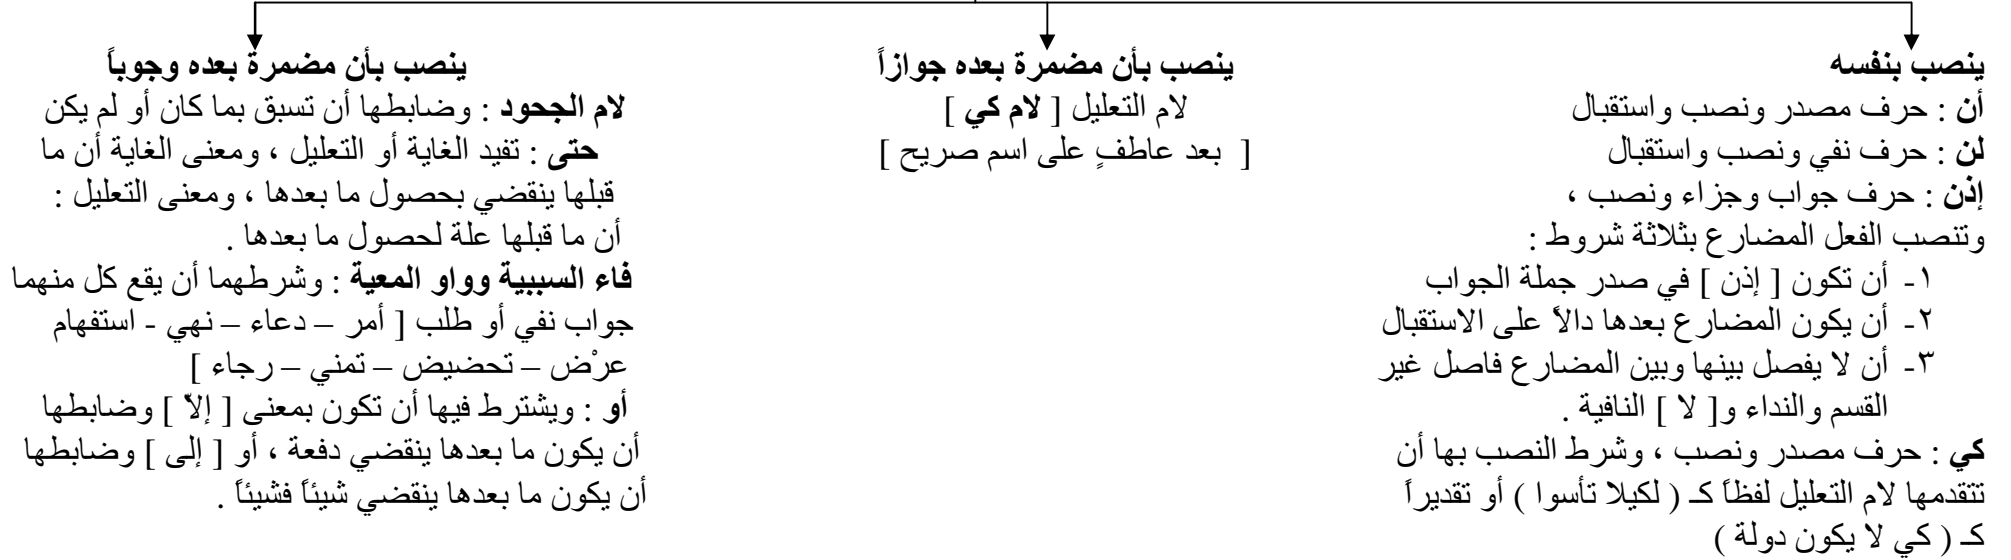 ينصب بنفسه
أن : حرف مصدر ونصب واستقبال
لن : حرف نفي ونصب واستقبال
إذن : حرف جواب وجزاء ونصب ،
وتنصب الفعل المضارع بثلاثة شروط :
١- أن تكون [ إذن ] في صدر جملة الجواب
٢- أن يكون المضارع بعدها دالاً على الاستقبال
٣- أن لا يفصل بينها وبين المضارع فاصل غير
القسم والنداء و[ لا ] النافية .
كي : حرف مصدر ونصب ، وشرط النصب بها أن
تتقدمها لام التعليل لفظاً كـ ( لكيلا تأسوا ) أو تقديراً
كـ ( كي لا يكون دولة )
ينصب بأن مضمرة بعده جوازاً
لام التعليل [ لام كي ]
[ بعد عاطفٍ على اسم صريح ]
ينصب بأن مضمرة بعده وجوباً
لام الجحود : وضابطها أن تسبق بما كان أو لم يكن
حتى : تفيد الغاية أو التعليل ، ومعنى الغاية أن ما
قبلها ينقضي بحصول ما بعدها ، ومعنى التعليل :
أن ما قبلها علة لحصول ما بعدها .
فاء السببية وواو المعية : وشرطهما أن يقع كل منهما
جواب نفي أو طلب [ أمر – دعاء – نهي - استفهام
عرْض – تحضيض – تمني – رجاء ]
أو : ويشترط فيها أن تكون بمعنى [ إلاّ ] وضابطها
أن يكون ما بعدها ينقضي دفعة ، أو [ إلى ] وضابطها
أن يكون ما بعدها ينقضي شيئاً فشيئاً .